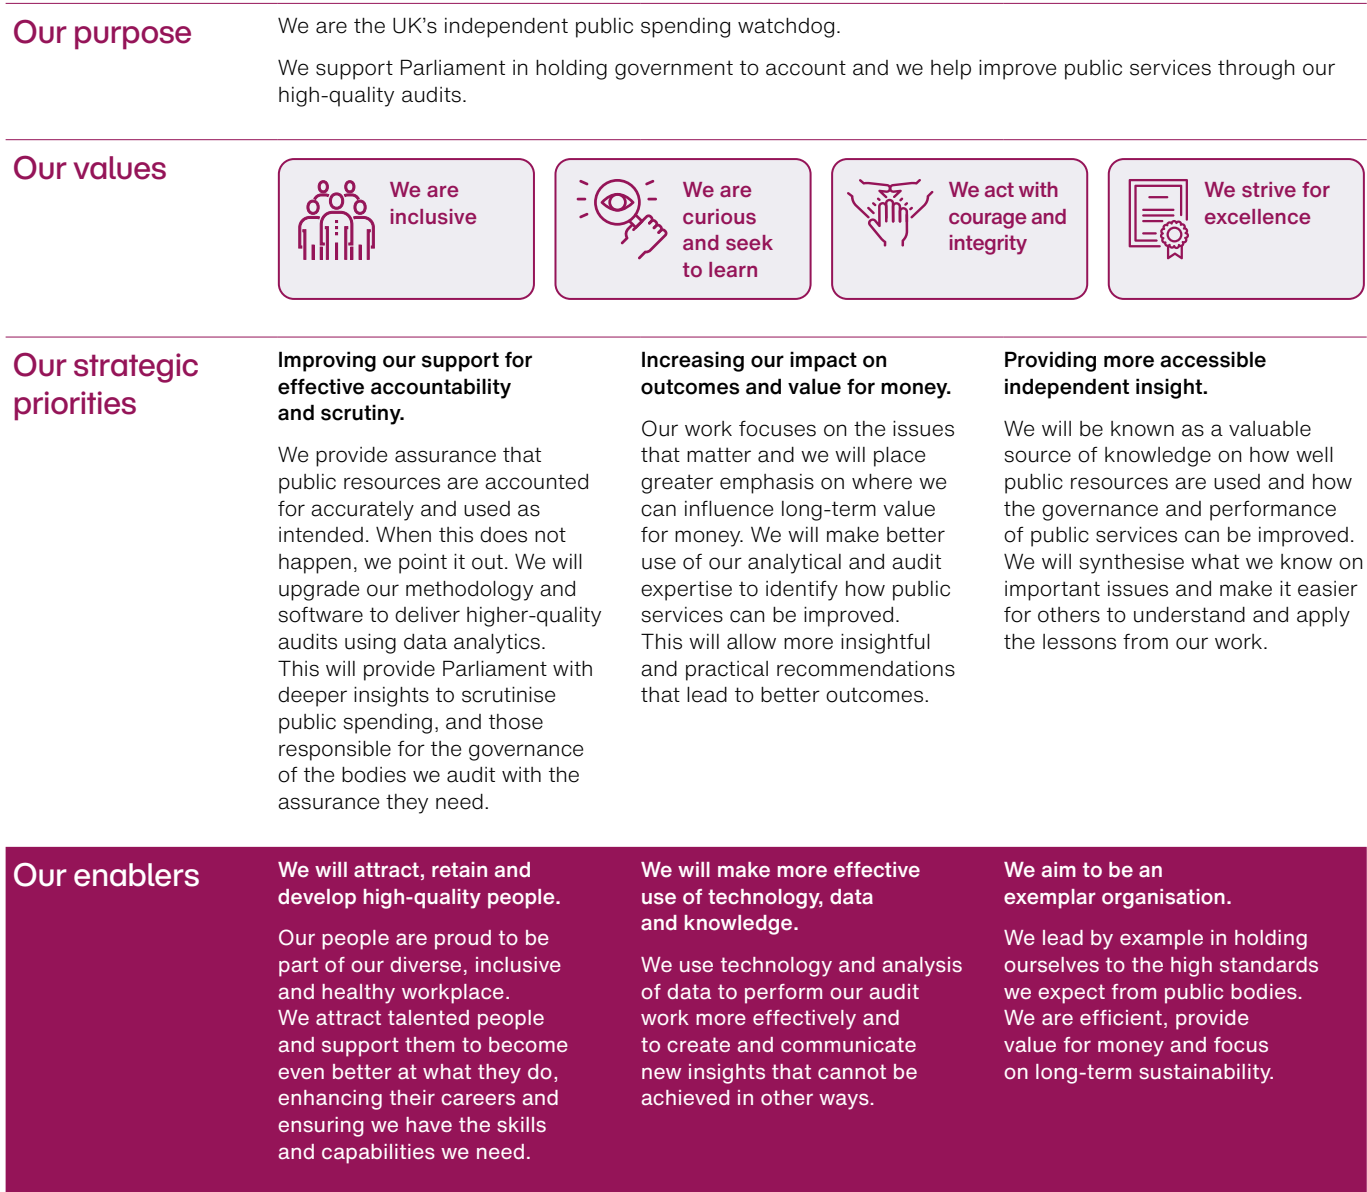 Our purpose
We are the UK's independent public spending watchdog.
We support Parliament in holding government to account and we help improve public services through our
high-quality audits.
Our values
We are
inclusive
We are
curious
and seek
to learn
We act with
courage and
integrity
We strive for
excellence
Our strategic
priorities
Improving our support for
effective accountability
and scrutiny.
We provide assurance that
public resources are accounted
for accurately and used as
intended. When this does not
happen, we point it out. We will
upgrade our methodology and
software to deliver higher-quality
audits using data analytics.
This will provide Parliament with
deeper insights to scrutinise
public spending, and those
responsible for the governance
of the bodies we audit with the
assurance they need.
Increasing our impact on
outcomes and value for money.
Our work focuses on the issues
that matter and we will place
greater emphasis on where we
can influence long-term value
for money. We will make better
use of our analytical and audit
expertise to identify how public
services can be improved.
This will allow more insightful
and practical recommendations
that lead to better outcomes.
Providing more accessible
independent insight.
We will be known as a valuable
source of knowledge on how well
public resources are used and how
the governance and performance
of public services can be improved.
We will synthesise what we know on
important issues and make it easier
for others to understand and apply
the lessons from our work.
Our enablers
We will attract, retain and
develop high-quality people.
Our people are proud to be
part of our diverse, inclusive
and healthy workplace.
We attract talented people
and support them to become
even better at what they do,
enhancing their careers and
ensuring we have the skills
and capabilities we need.
We will make more effective
use of technology, data
and knowledge.
We use technology and analysis
of data to perform our audit
work more effectively and
to create and communicate
new insights that cannot be
achieved in other ways.
We aim to be an
exemplar organisation.
We lead by example in holding
ourselves to the high standards
we expect from public bodies.
We are efficient, provide
value for money and focus
on long-term sustainability.